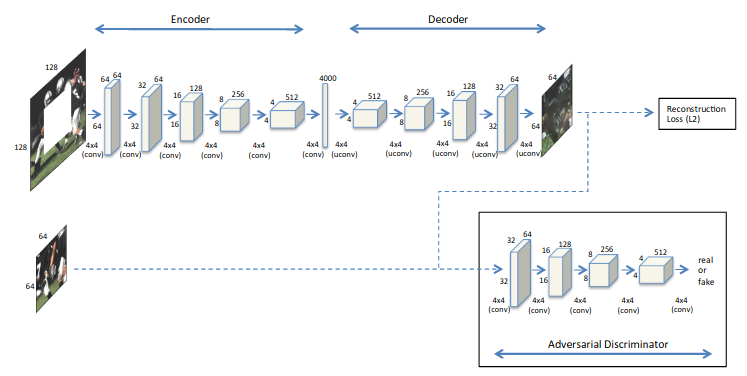 Encoder
Decoder
128
128
64 64
64
32 64
32
16 128
16
8 256
8
4 512
4
4000
4 512
4
8 256
8
16 128
16
32 64
32
64
64
4x4 (conv)
4x4 (conv)
4x4 (conv)
4x4 (conv)
4x4 (conv)
4x4 (conv)
4x4 (uconv)
4x4 (uconv)
4x4 (uconv)
4x4 (uconv)
4x4 (uconv)
Reconstruction
Loss (L2)
64
64
32 64
32
16 128
16
8 256
8
4 512
4
real
or
fake
4x4 (conv)
4x4 (conv)
4x4 (conv)
4x4 (conv)
4x4 (conv)
Adversarial Discriminator